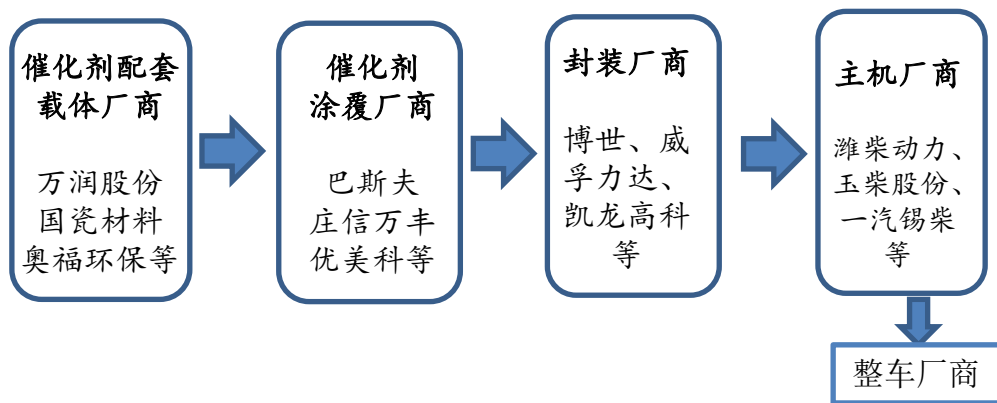 催化剂配套
载体厂商
万润股份
国瓷材料
奥福环保等
催化剂
涂覆厂商
巴斯夫
庄信万丰
优美科等
封装厂商
博世、威
孚力达、
凯龙高科
等
主机厂商
潍柴动力、
玉柴股份、
一汽锡柴
等
整车厂商